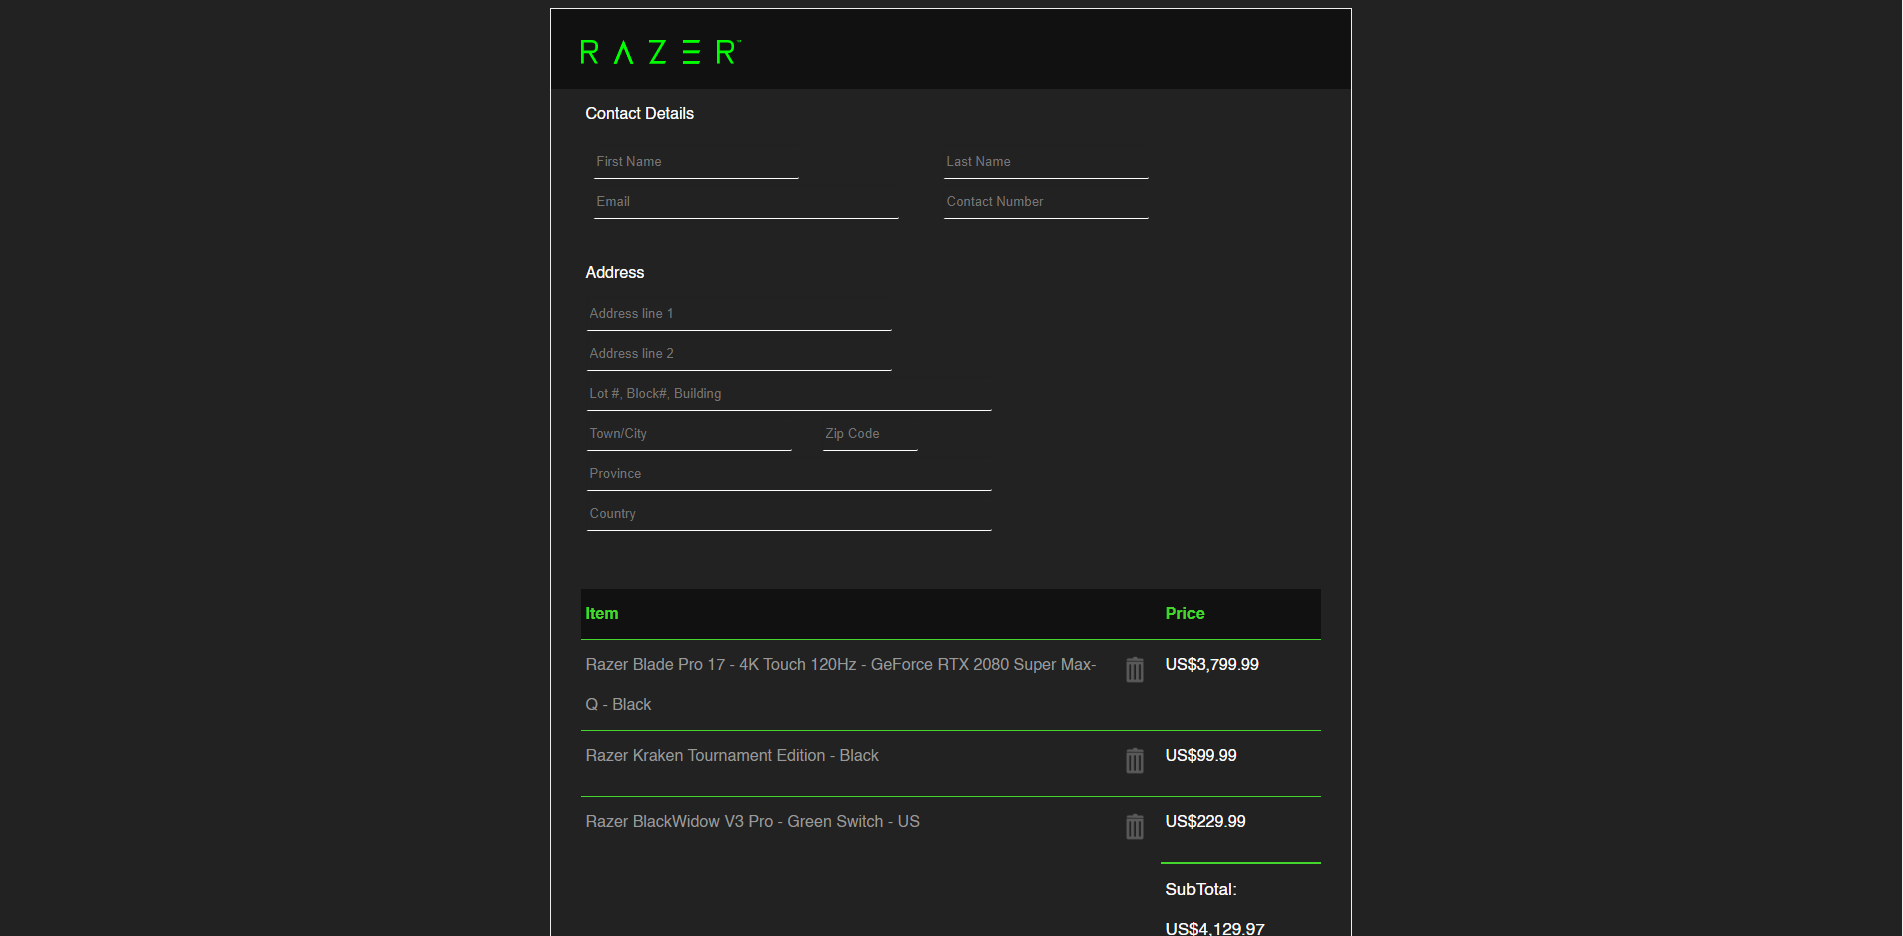 RAZER™
Contact Details
First Name Last Name
Email Contact Number
Address
Address line 1
Address line 2
Lot #, Block#, Building
Town/City Zip Code
Province
Country
Item Price
Razer Blade Pro 17 - 4K Touch 120Hz - GeForce RTX 2080 Super Max- US$3,799.99
Q - Black
Razer Kraken Tournament Edition - Black US$99.99
Razer BlackWidow V3 Pro - Green Switch - US US$229.99
SubTotal:
US$4,129.97